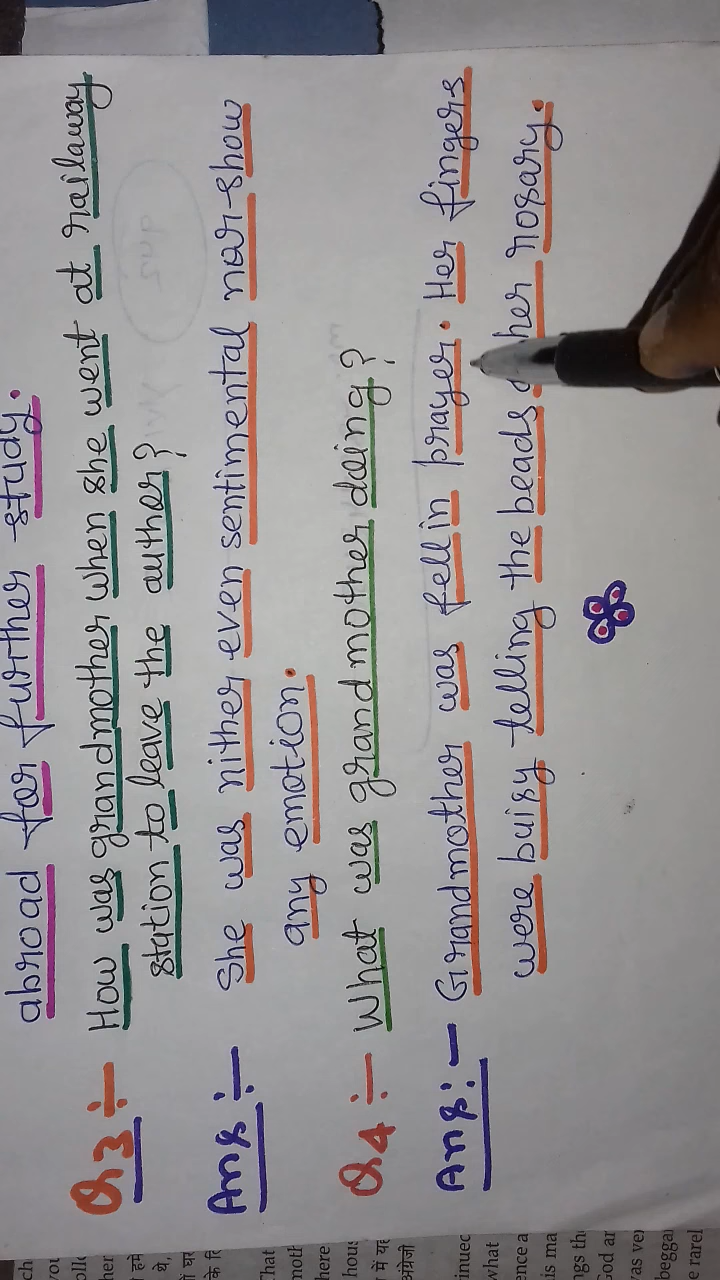 abroad for further study.
Q3 :- How was grandmother when she went at railaway
station to leave the author?
Ans :- She was nither even sentimental nor show
any emotion.
Q4 :- What was grandmother doing?
Ans :- Grandmother was fell in prayer. Her fingers
were buisy telling the beads her rosary.